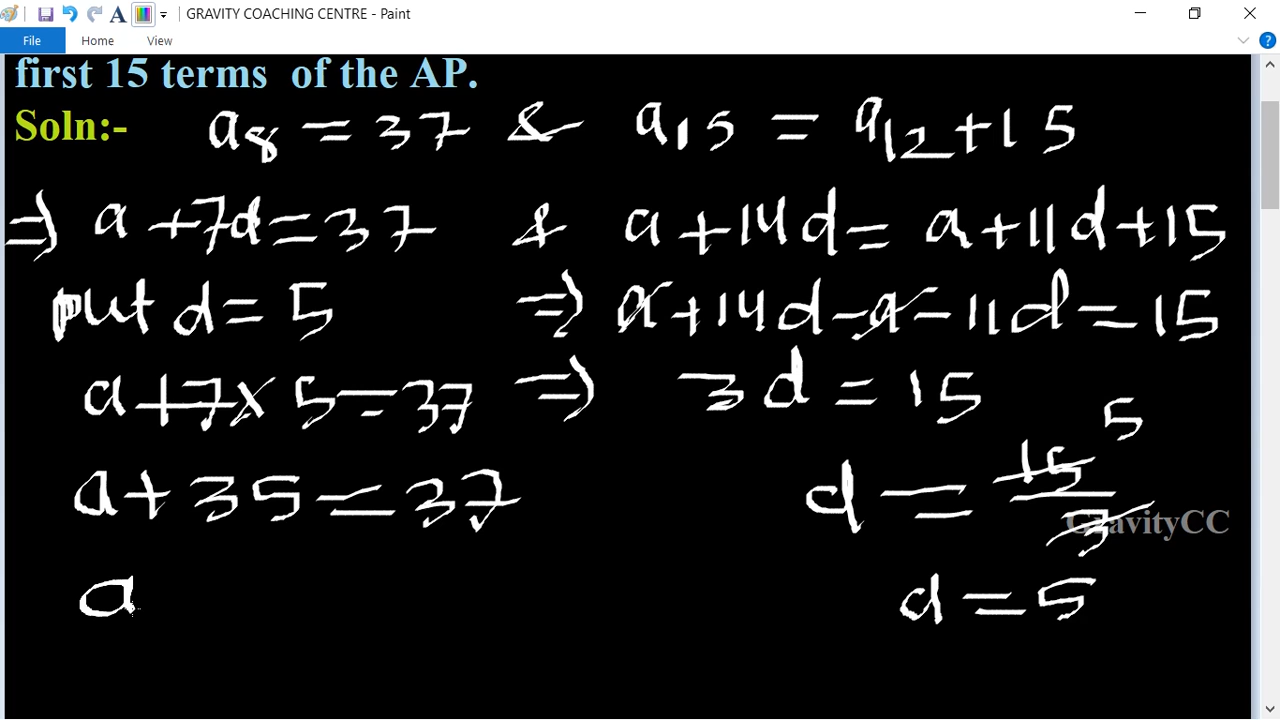 GRAVITY COACHING CENTRE - Paint
File Home View
first 15 terms of the AP.
Soln:- a₈ = 37 & a₁₅ = a₁₂ + 15
⇒ a + 7d = 37 & a + 14d = a + 11d + 15
put d = 5 ⇒ a + 14d - a - 11d = 15
a + 7 × 5 = 37 ⇒ 3d = 15
a + 35 = 37 d = 15/3 5
GravityCC
a d = 5